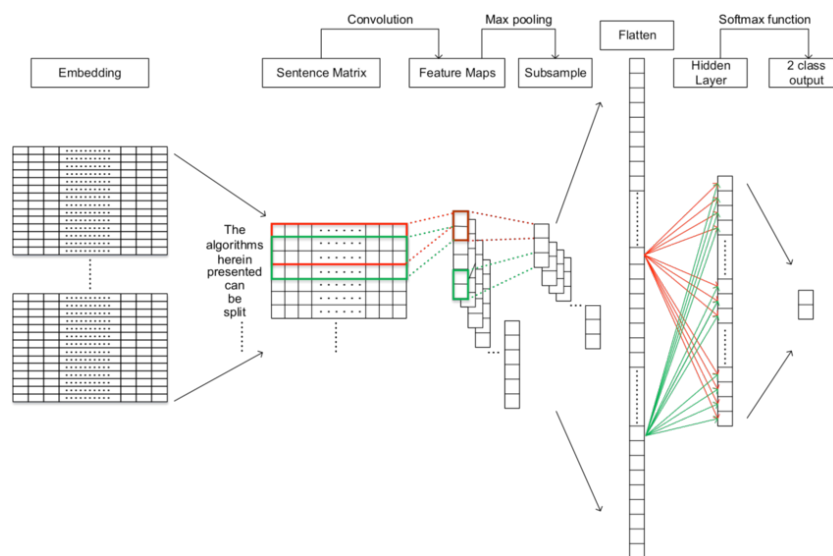 Convolution
Max pooling
Softmax function
Flatten
Embedding
Sentence Matrix
Feature Maps
Subsample
Hidden
Layer
2 class
output
The
algorithms
herein
presented
can
be
split